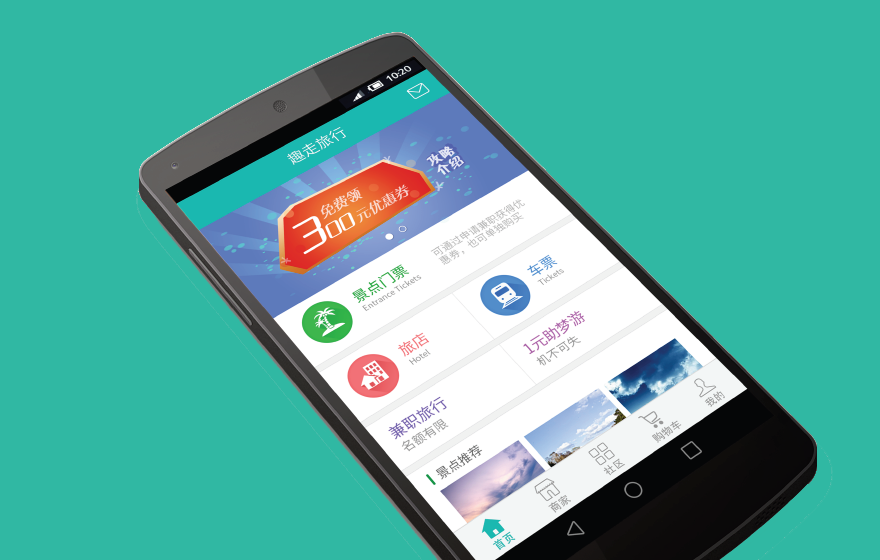 10:20
趣走旅行
免费领
300元优惠券
攻略
介绍
景点门票
Entrance Tickets
可通过申请兼职获得优
惠券，也可单独购买
旅店
Hotel
车票
Tickets
兼职旅行
名额有限
1元助梦游
机不可失
景点推荐
首页
商家
社区
购物车
我的